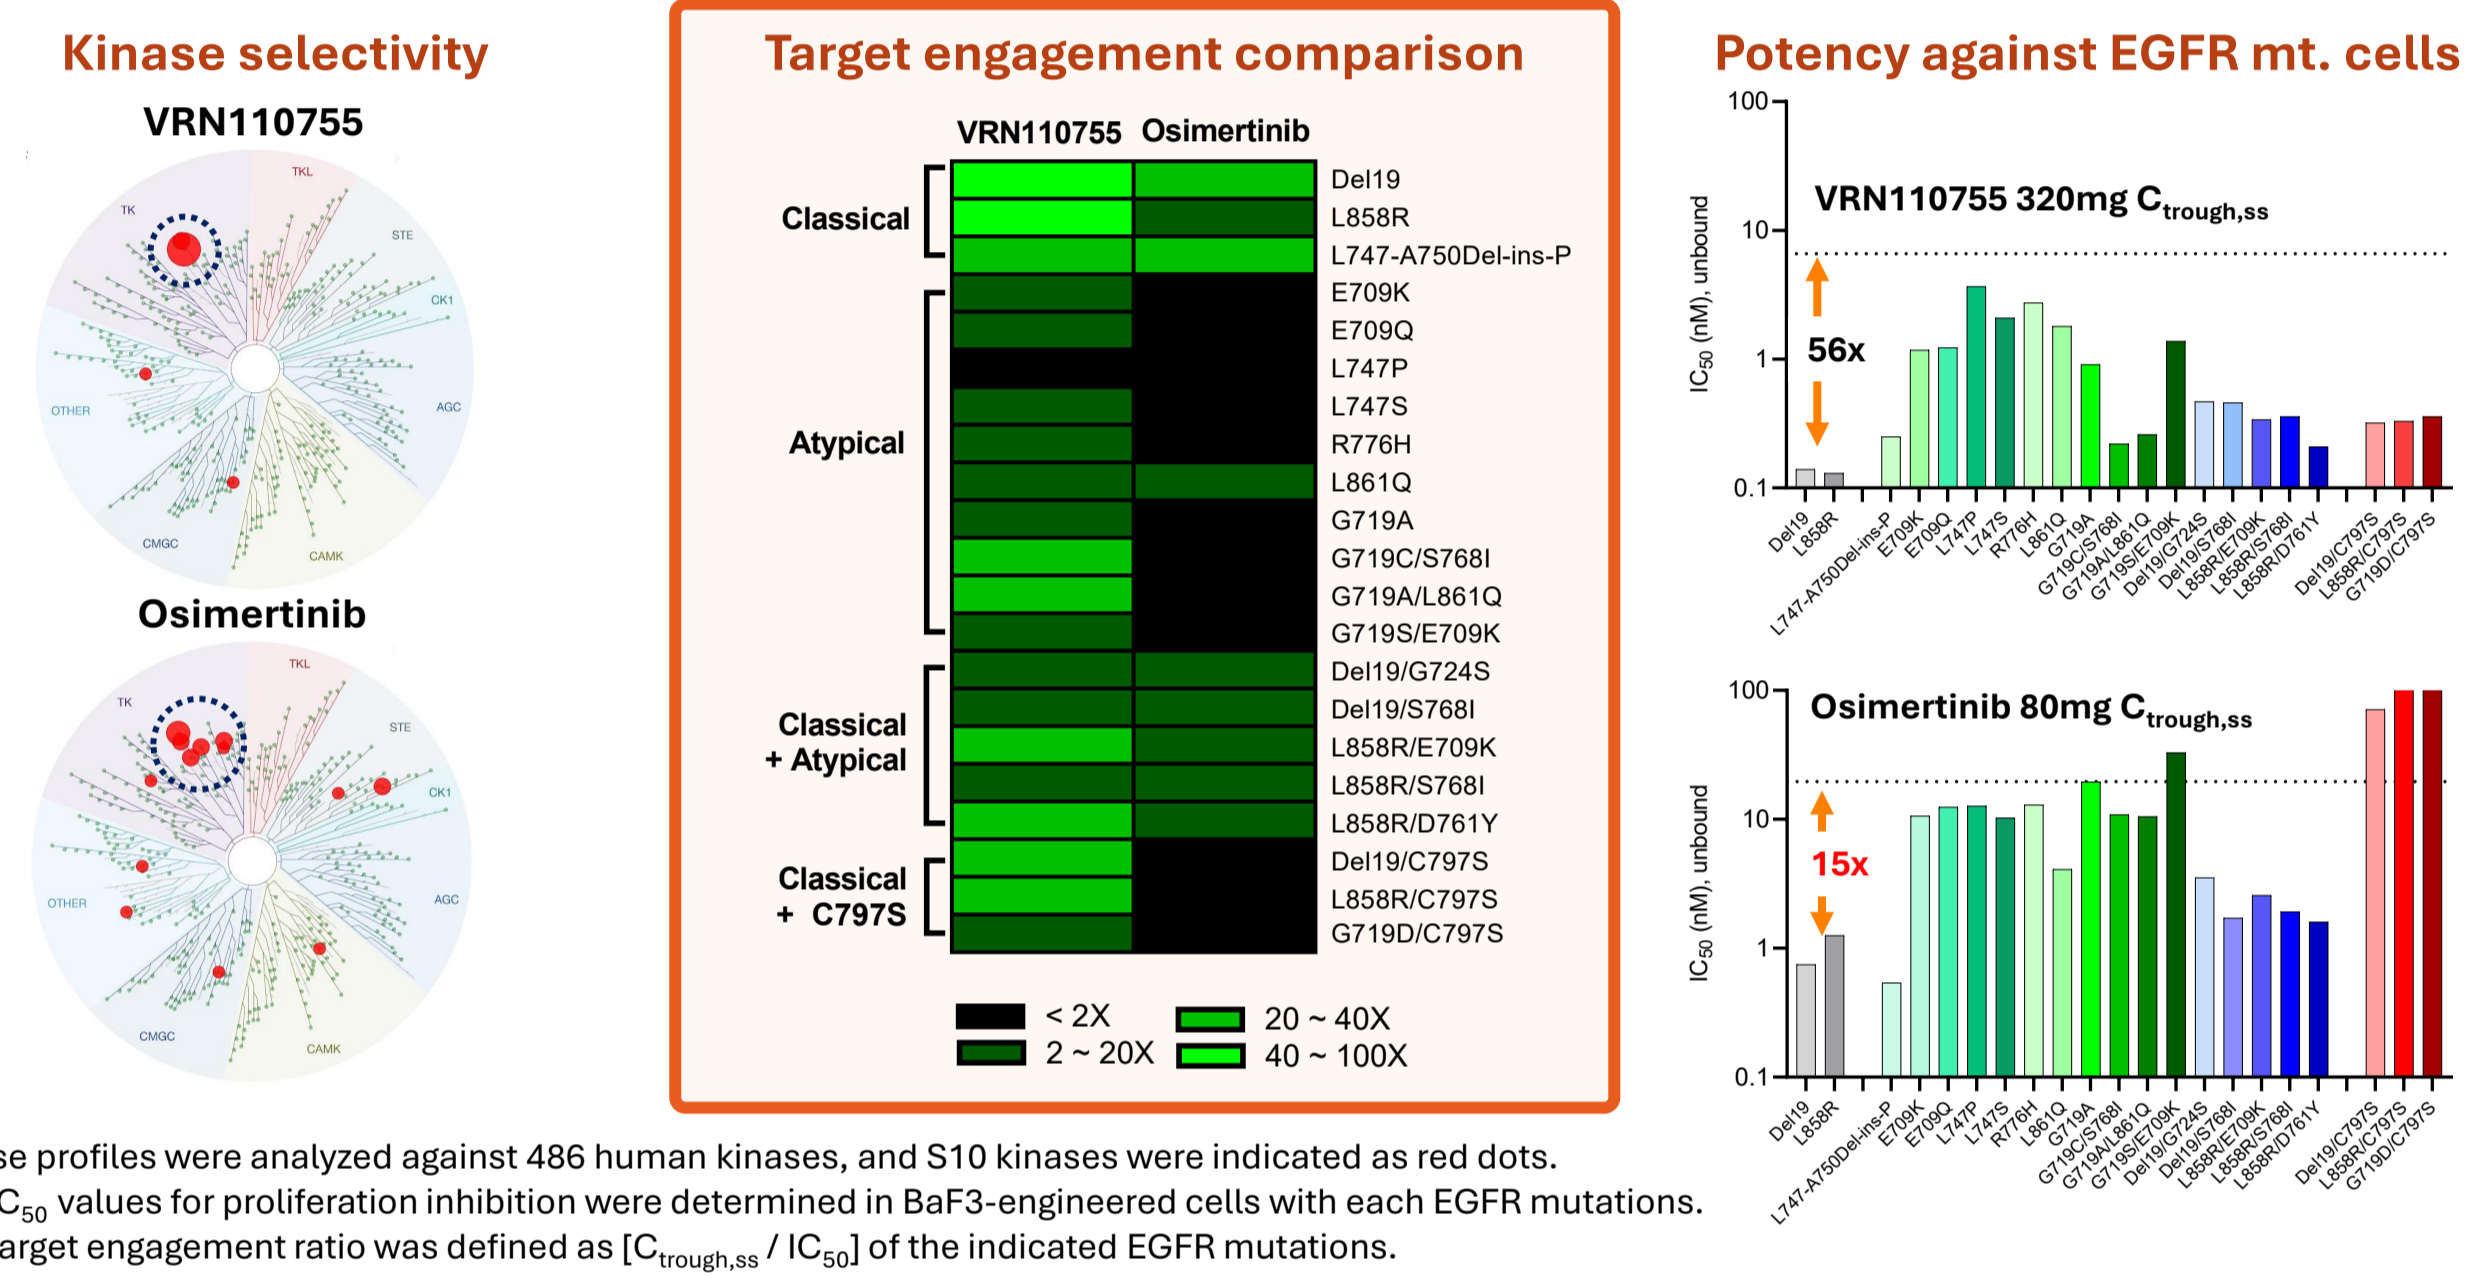 Kinase selectivity
VRN110755
TKL
TK
STE
CK1
OTHER
AGC
CMGC
CAMK
Osimertinib
TKL
TK
STE
CK1
OTHER
AGC
CMGC
CAMK
Target engagement comparison
VRN110755 Osimertinib
Classical
Atypical
Classical
+ Atypical
Classical
+ C797S
Del19
L858R
L747-A750Del-ins-P
E709K
E709Q
L747P
L747S
R776H
L861Q
G719A
G719C/S768I
G719A/L861Q
G719S/E709K
Del19/G724S
Del19/S768I
L858R/E709K
L858R/S768I
L858R/D761Y
Del19/C797S
L858R/C797S
G719D/C797S
< 2X
20 ~ 40X
2 ~ 20X
40 ~ 100X
Potency against EGFR mt. cells
VRN110755 320mg Ctrough,ss
IC50 (nM), unbound
100
10
1
0.1
56x
Del19
L858R
L747-A750Del-ins-P
E709K
E709Q
L747P
L747S
R776H
L861Q
G719A
G719C/S768I
G719A/L861Q
G719S/E709K
Del19/G724S
Del19/S768I
L858R/E709K
L858R/S768I
L858R/D761Y
Del19/C797S
L858R/C797S
G719D/C797S
Osimertinib 80mg Ctrough,ss
IC50 (nM), unbound
100
10
1
0.1
15x
Del19
L858R
L747-A750Del-ins-P
E709K
E709Q
L747P
L747S
R776H
L861Q
G719A
G719C/S768I
G719A/L861Q
G719S/E709K
Del19/G724S
Del19/S768I
L858R/E709K
L858R/S768I
L858R/D761Y
Del19/C797S
L858R/C797S
G719D/C797S
se profiles were analyzed against 486 human kinases, and S10 kinases were indicated as red dots.
C50 values for proliferation inhibition were determined in BaF3-engineered cells with each EGFR mutations.
arget engagement ratio was defined as [Ctrough,ss / IC50] of the indicated EGFR mutations.